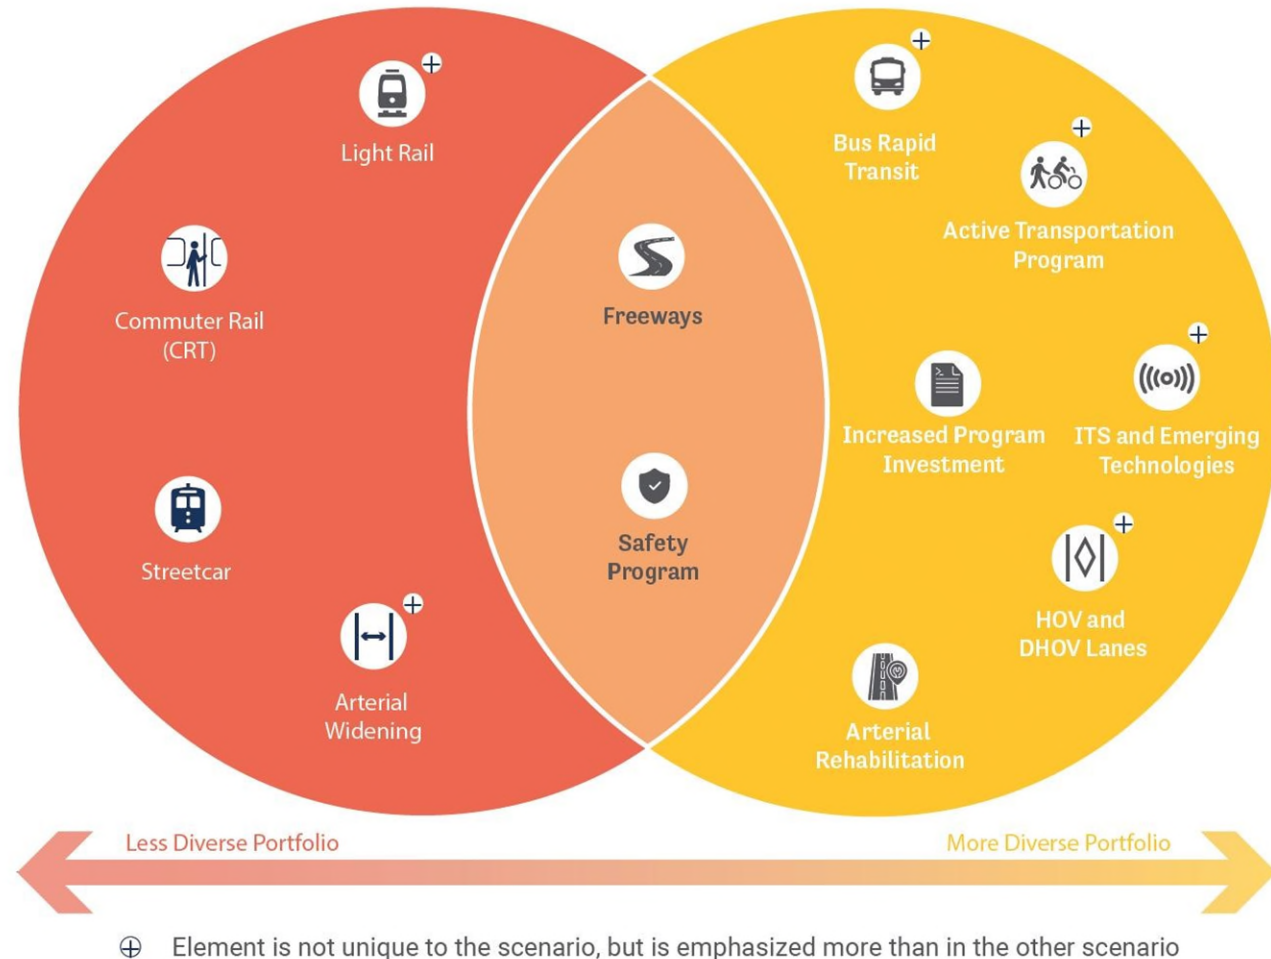 Light Rail
Commuter Rail
(CRT)
Streetcar
Arterial
Widening
Freeways
Safety
Program
Bus Rapid
Transit
Active Transportation
Program
Increased Program
Investment
ITS and Emerging
Technologies
HOV and
DHOV Lanes
Arterial
Rehabilitation
Less Diverse Portfolio
More Diverse Portfolio
Element is not unique to the scenario, but is emphasized more than in the other scenario